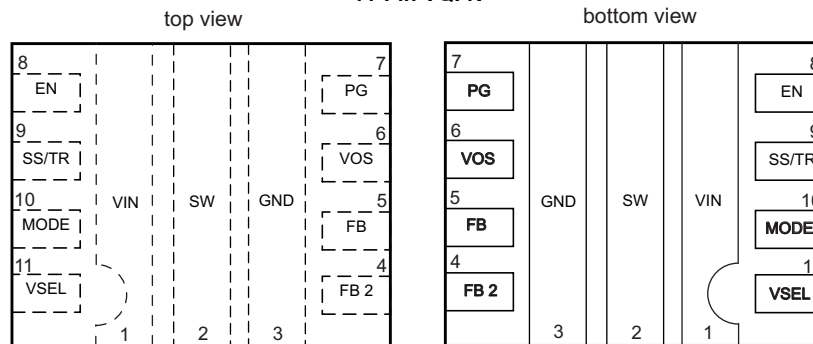 top view
bottom view
8
EN
9
SS/TR
10
MODE
11
VSEL
VIN
SW
GND
1
2
3
7
PG
6
VOS
5
FB
4
FB 2
7
PG
6
VOS
5
FB
4
FB 2
GND
SW
VIN
3
2
1
EN
SS/TR
MODE
VSEL